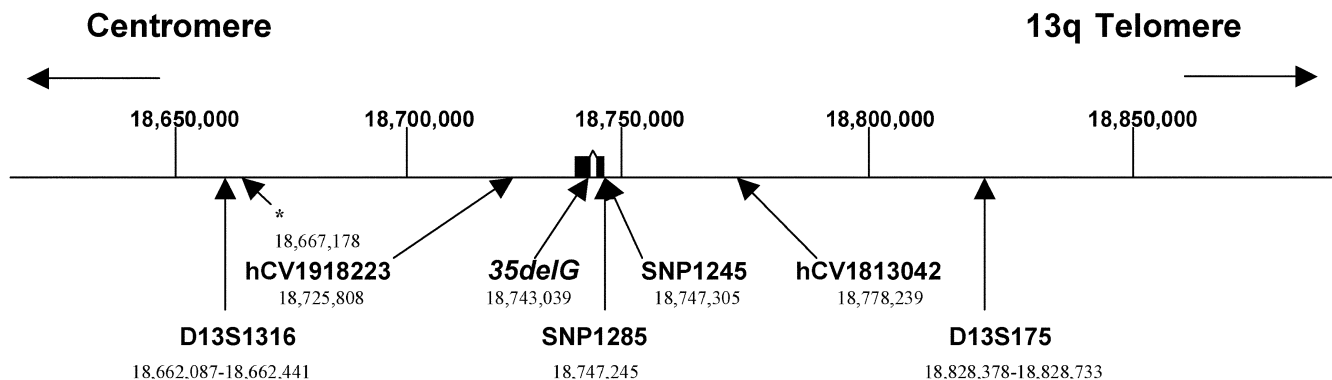 Centromere 13q Telomere
18,650,000 18,700,000 18,750,000 18,800,000 18,850,000
*
18,667,178
hCV1918223 35delG SNP1245 hCV1813042
18,725,808 18,743,039 18,747,305 18,778,239
D13S1316 SNP1285 D13S175
18,662,087-18,662,441 18,747,245 18,828,378-18,828,733